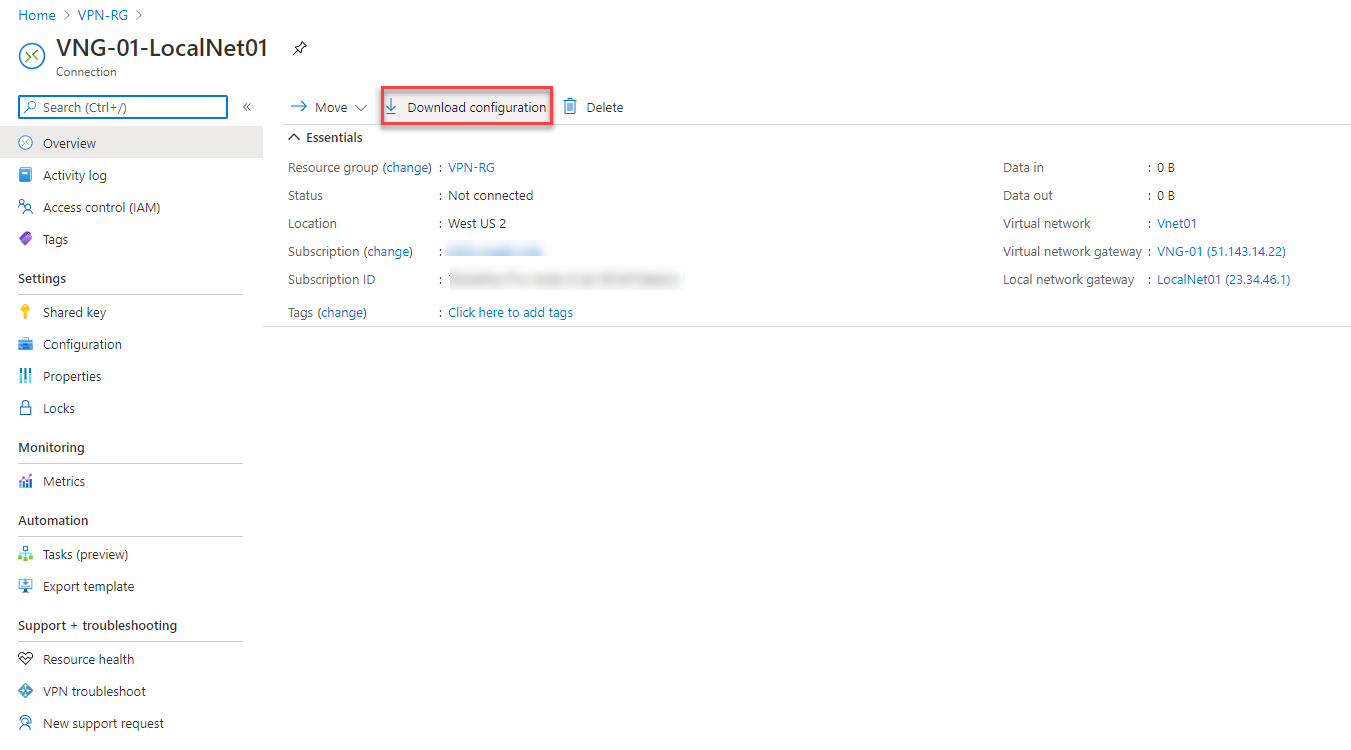 Home > VPN-RG >
VNG-01-LocalNet01
Connection
Search (Ctrl+/)
«
Move
Download configuration
Delete
Overview
Activity log
Access control (IAM)
Tags
Settings
Shared key
Configuration
Properties
Locks
Monitoring
Metrics
Automation
Tasks (preview)
Export template
Support + troubleshooting
Resource health
VPN troubleshoot
New support request
Essentials
Resource group (change) : VPN-RG
Status : Not connected
Location : West US 2
Subscription (change) :
Subscription ID :
Tags (change) : Click here to add tags
Data in : 0 B
Data out : 0 B
Virtual network : Vnet01
Virtual network gateway : VNG-01 (51.143.14.22)
Local network gateway : LocalNet01 (23.34.46.1)